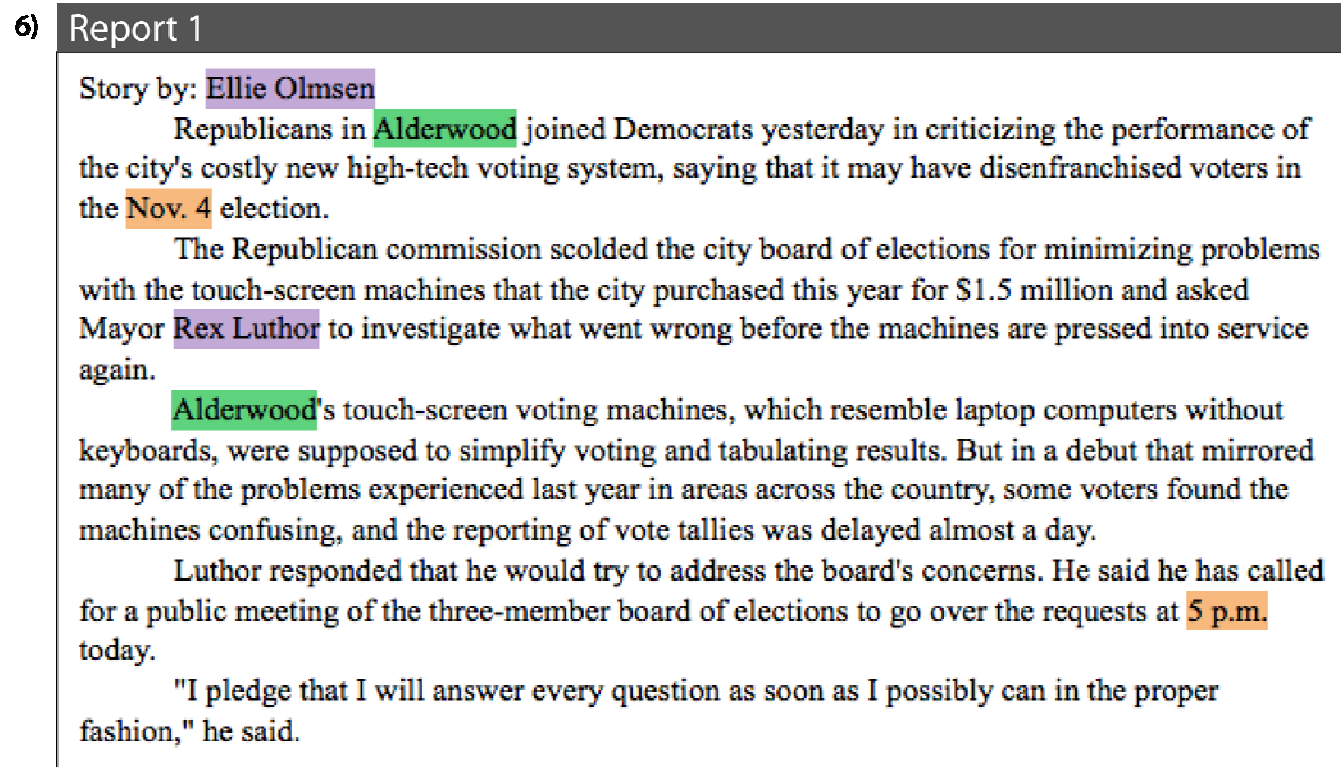 6) Report 1
Story by: Ellie Olmsen
Republicans in Alderwood joined Democrats yesterday in criticizing the performance of
the city's costly new high-tech voting system, saying that it may have disenfranchised voters in
the Nov. 4 election.
The Republican commission scolded the city board of elections for minimizing problems
with the touch-screen machines that the city purchased this year for $1.5 million and asked
Mayor Rex Luthor to investigate what went wrong before the machines are pressed into service
again.
Alderwood's touch-screen voting machines, which resemble laptop computers without
keyboards, were supposed to simplify voting and tabulating results. But in a debut that mirrored
many of the problems experienced last year in areas across the country, some voters found the
machines confusing, and the reporting of vote tallies was delayed almost a day.
Luthor responded that he would try to address the board's concerns. He said he has called
for a public meeting of the three-member board of elections to go over the requests at 5 p.m.
today.
"I pledge that I will answer every question as soon as I possibly can in the proper
fashion," he said.